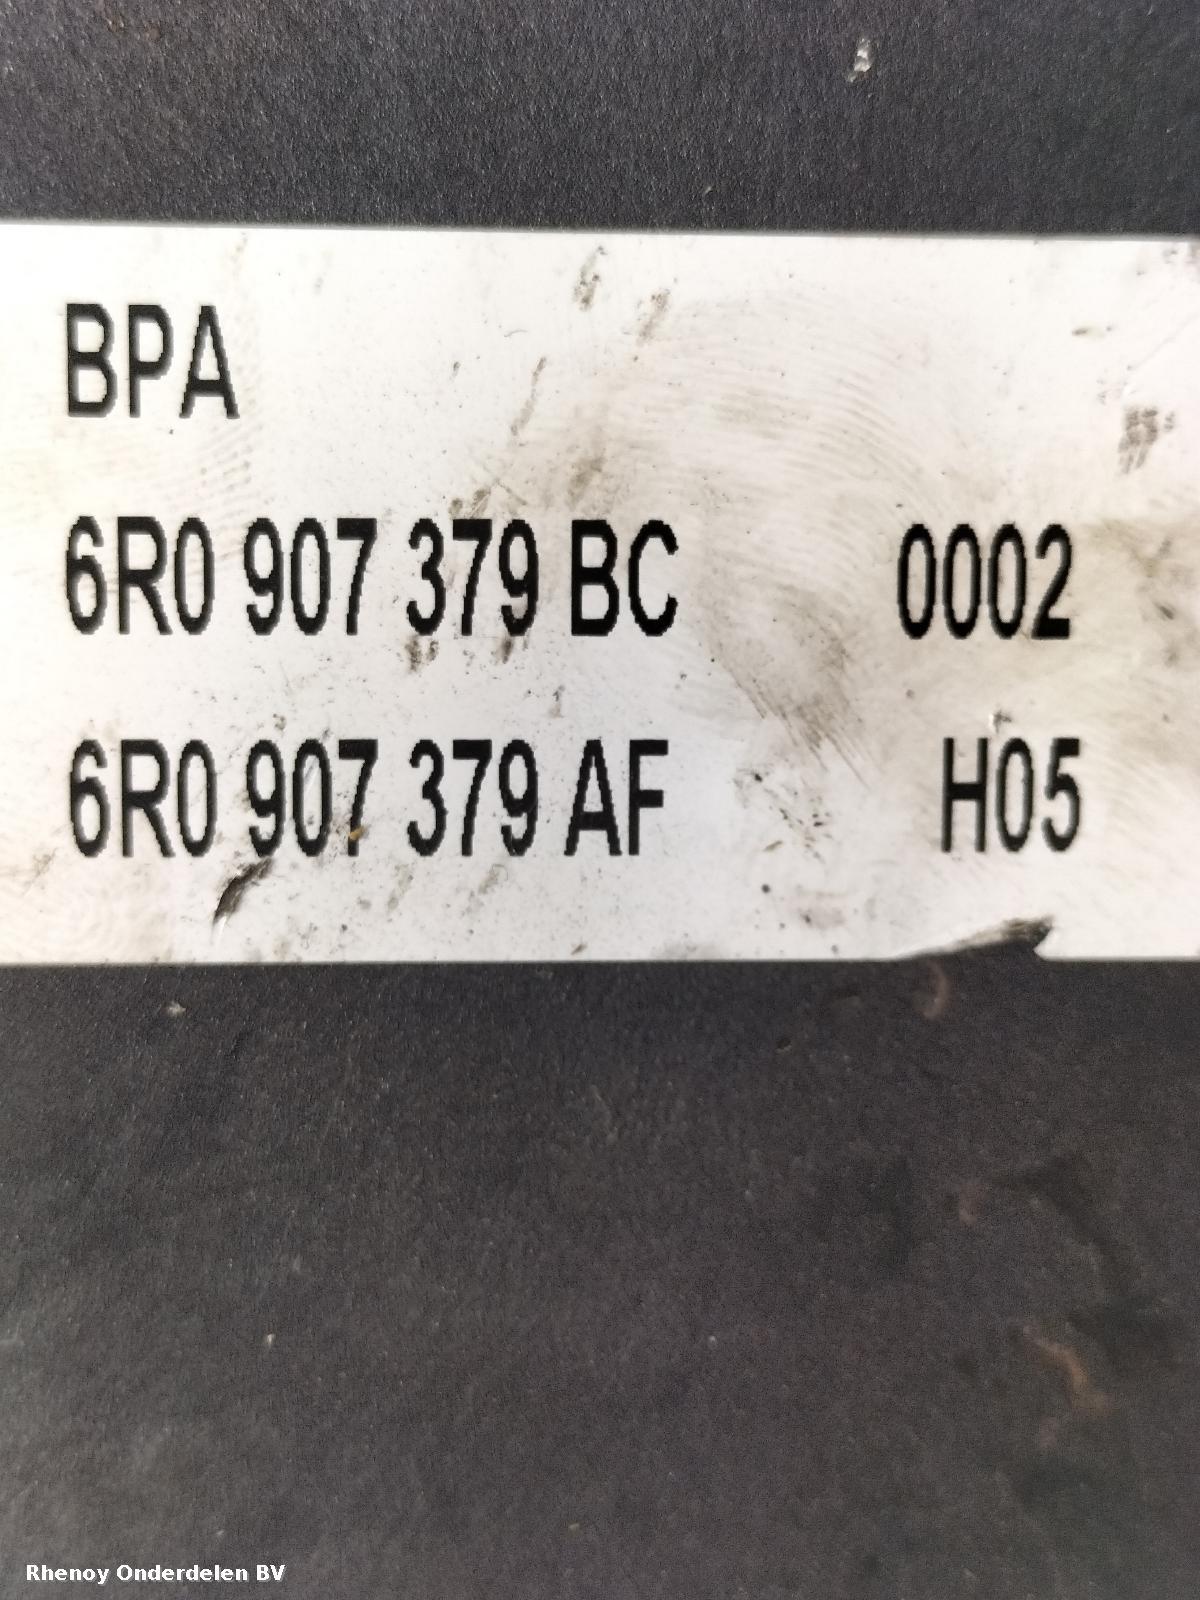 BPA
6R0 907 379 BC 0002
6R0 907 379 AF H05
Rhenoy Onderdelen BV